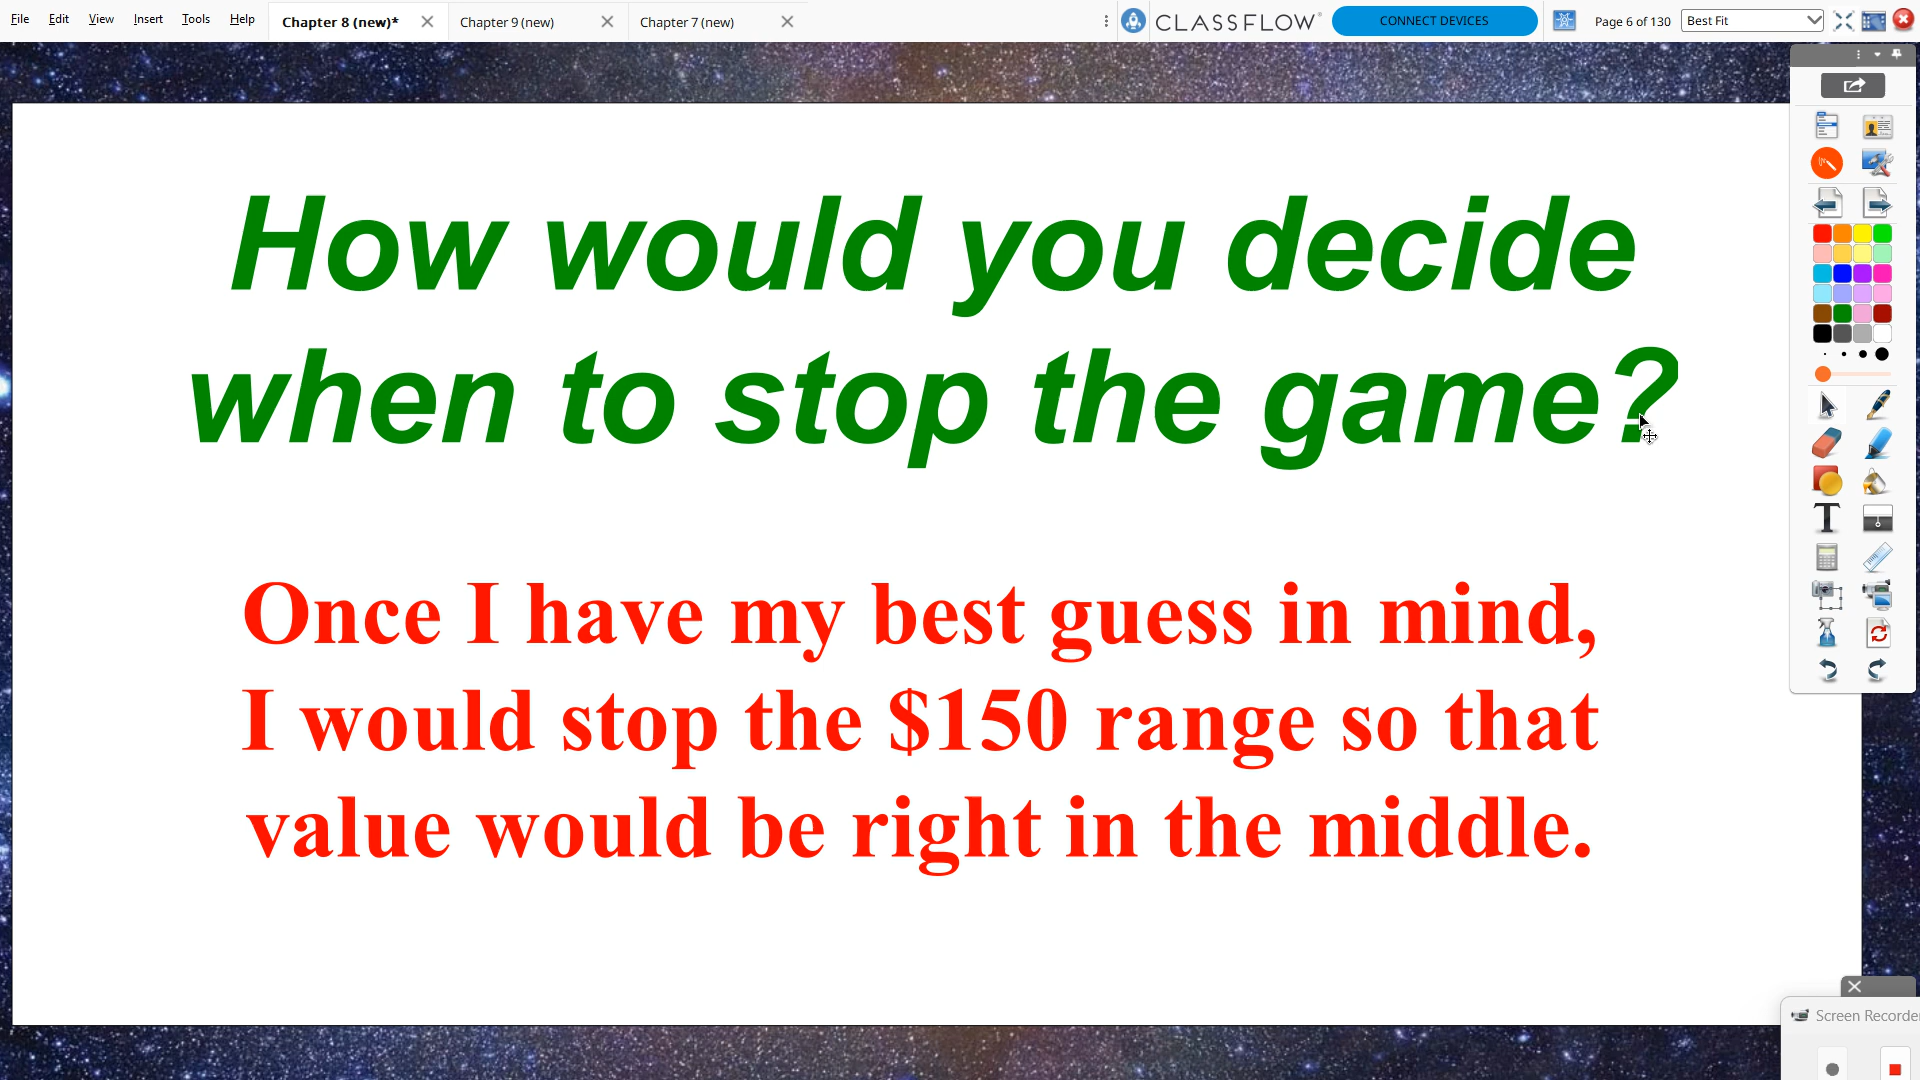 File Edit View Insert Tools Help Chapter 8 (new)* Chapter 9 (new) Chapter 7 (new) CLASSFLOW CONNECT DEVICES Page 6 of 130 Best Fit
How would you decide
when to stop the game?
Once I have my best guess in mind,
I would stop the $150 range so that
value would be right in the middle.
T
Screen Recorder